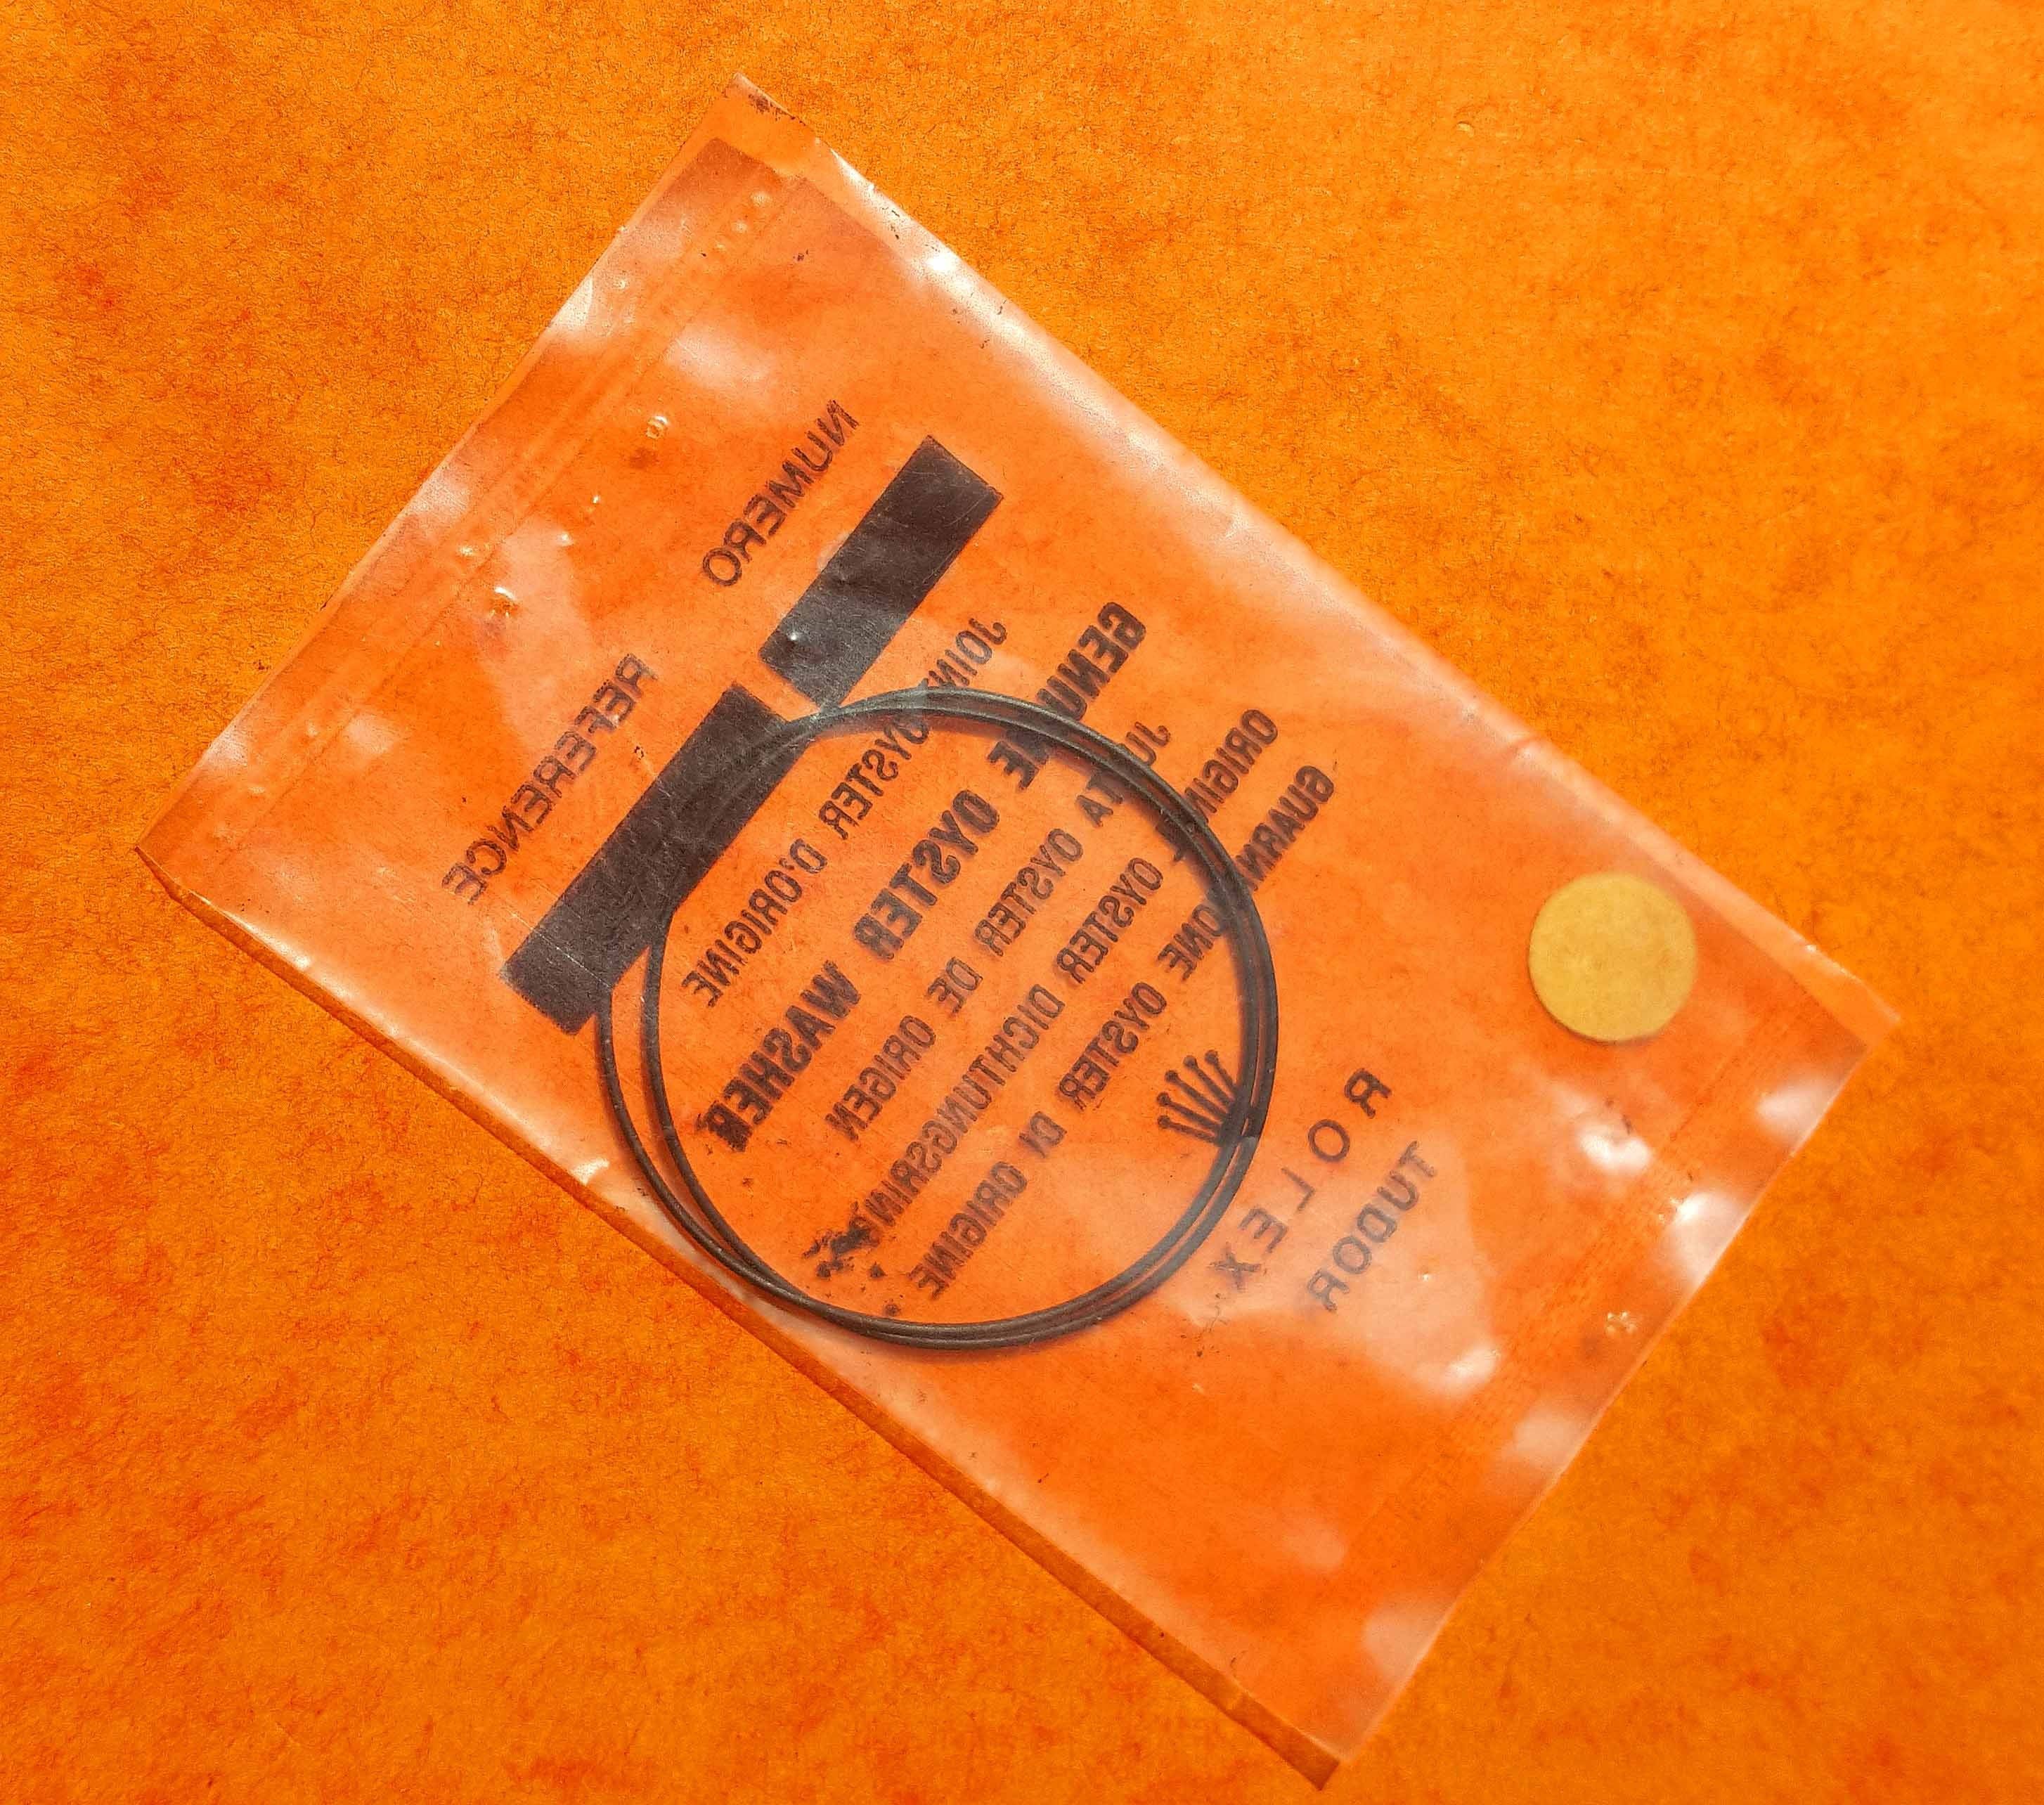 NUMERO REFERENCE
JOINT OYSTER D'ORIGINE
GENUINE OYSTER WASHER
JUNTA OYSTER DE ORIGEN
ORIGINAL OYSTER DICHTUNGSRING
GUARNIZIONE OYSTER DI ORIGINE
ROLEX
TUDOR